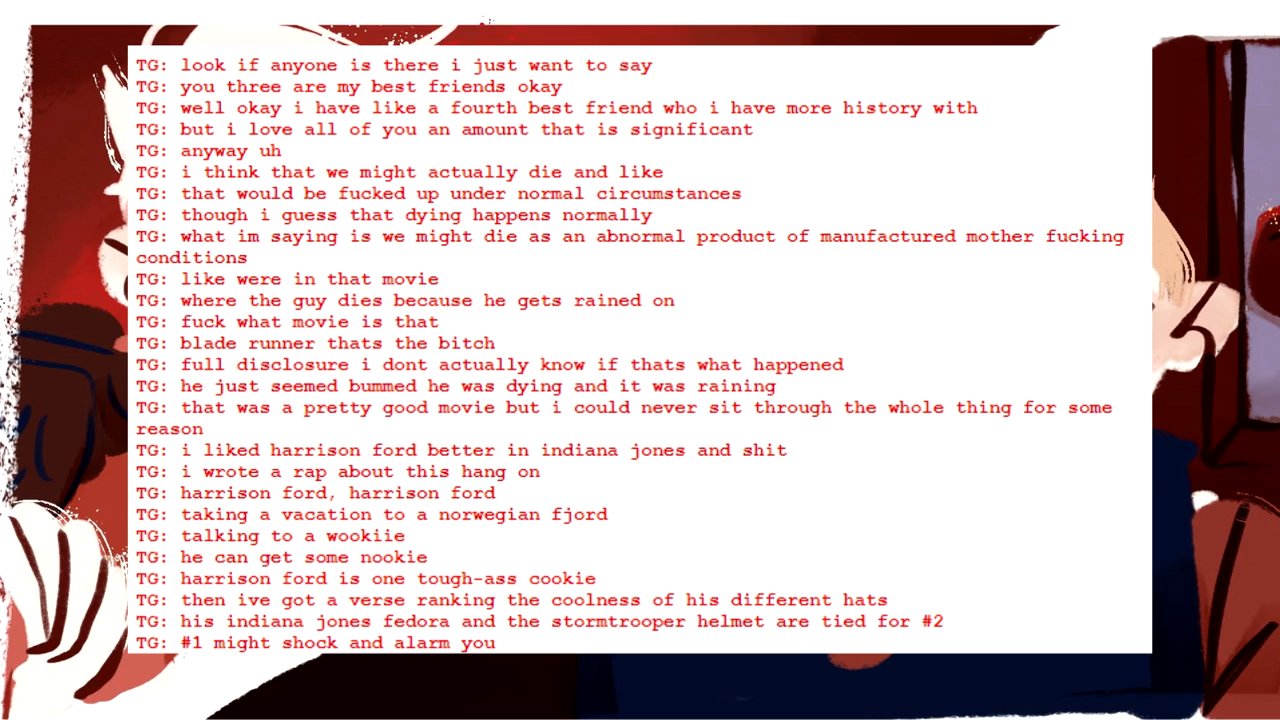 TG: look if anyone is there i just want to say
TG: you three are my best friends okay
TG: well okay i have like a fourth best friend who i have more history with
TG: but i love all of you an amount that is significant
TG: anyway uh
TG: i think that we might actually die and like
TG: that would be fucked up under normal circumstances
TG: though i guess that dying happens normally
TG: what im saying is we might die as an abnormal product of manufactured mother fucking
conditions
TG: like were in that movie
TG: where the guy dies because he gets rained on
TG: fuck what movie is that
TG: blade runner thats the bitch
TG: full disclosure i dont actually know if thats what happened
TG: he just seemed bummed he was dying and it was raining
TG: that was a pretty good movie but i could never sit through the whole thing for some
reason
TG: i liked harrison ford better in indiana jones and shit
TG: i wrote a rap about this hang on
TG: harrison ford, harrison ford
TG: taking a vacation to a norwegian fjord
TG: talking to a wookiie
TG: he can get some nookie
TG: harrison ford is one tough-ass cookie
TG: then ive got a verse ranking the coolness of his different hats
TG: his indiana jones fedora and the stormtrooper helmet are tied for #2
TG: #1 might shock and alarm you